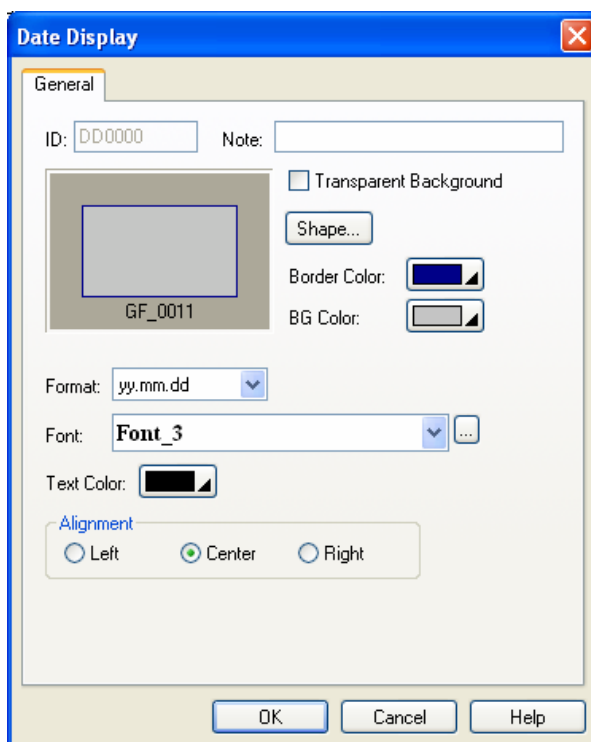 Date Display
General
ID: DD0000 Note:
Transparent Background
Shape...
Border Color:
GF_0011
BG Color:
Format: yy.mm.dd
Font: Font_3 ...
Text Color:
Alignment
Left Center Right
OK Cancel Help